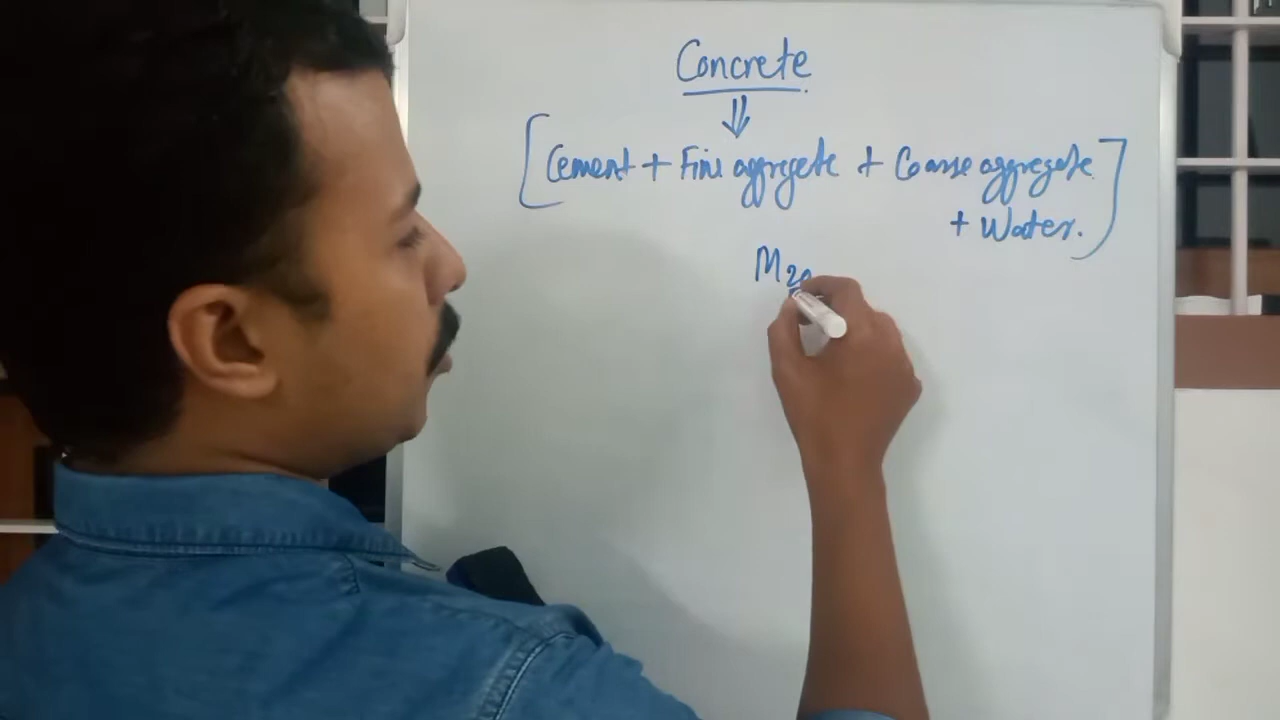 Concrete
[Cement + Fine aggregate + Coarse aggregate
+ Water.]
M20